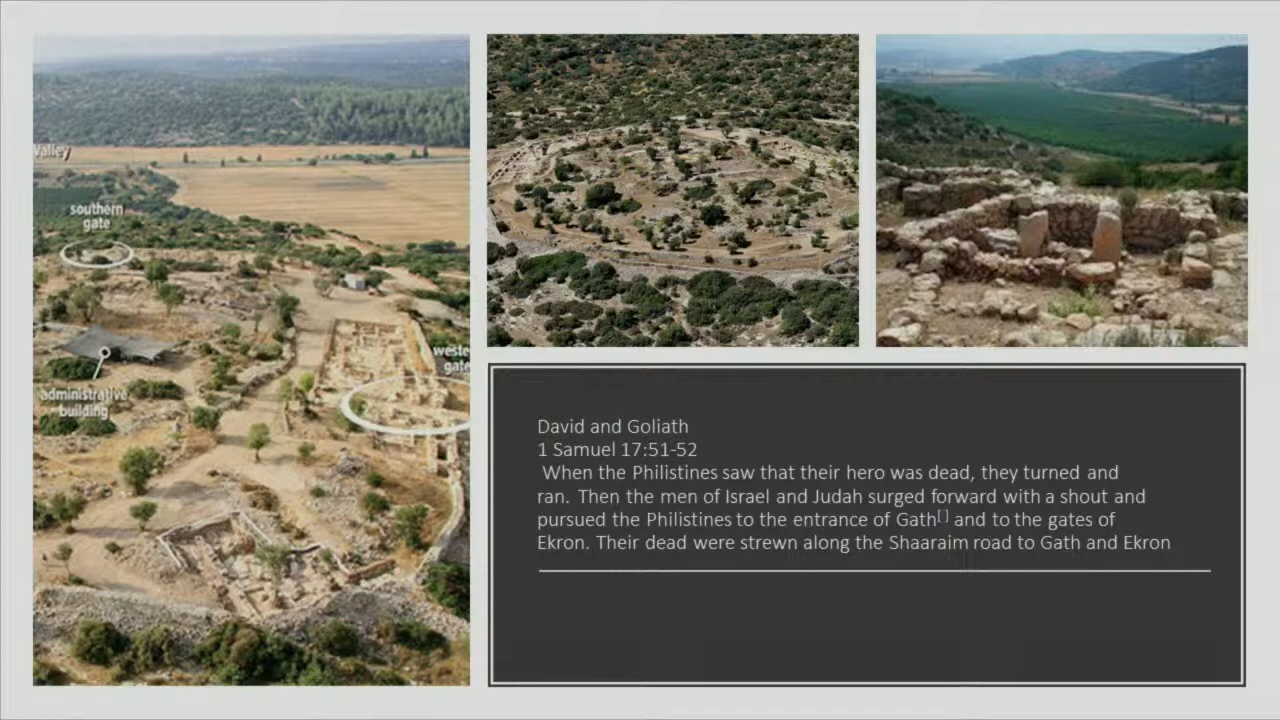 Valley
southern
gate
administrative
building
weste
gate
David and Goliath
1 Samuel 17:51-52
When the Philistines saw that their hero was dead, they turned and
ran. Then the men of Israel and Judah surged forward with a shout and
pursued the Philistines to the entrance of Gath[ ] and to the gates of
Ekron. Their dead were strewn along the Shaaraim road to Gath and Ekron